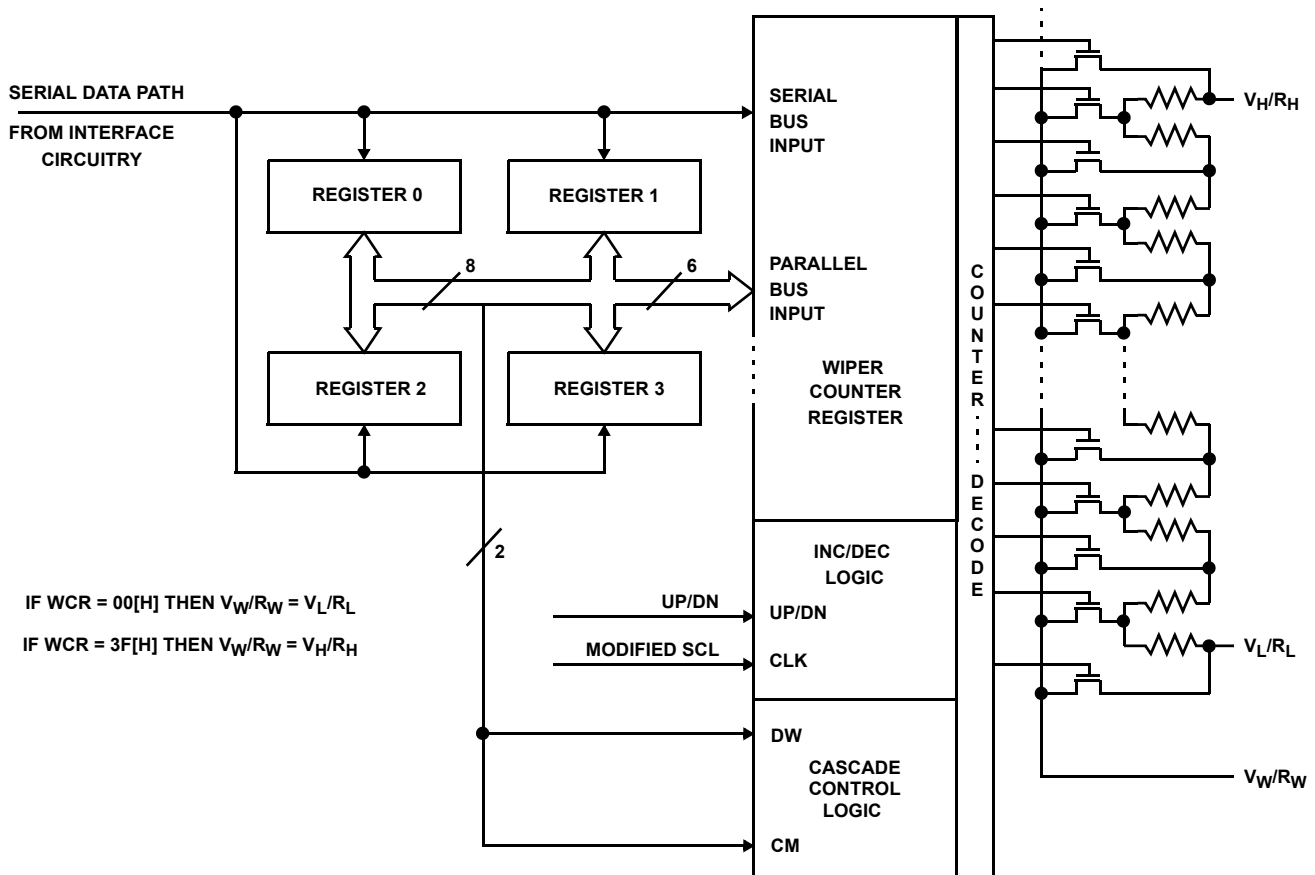 SERIAL DATA PATH
FROM INTERFACE
CIRCUITRY
REGISTER 0
REGISTER 1
8
6
REGISTER 2
REGISTER 3
2
IF WCR = 00[H] THEN VW/RW = VL/RL
IF WCR = 3F[H] THEN VW/RW = VH/RH
UP/DN
MODIFIED SCL
SERIAL
BUS
INPUT
PARALLEL
BUS
INPUT
WIPER
COUNTER
REGISTER
INC/DEC
LOGIC
UP/DN
CLK
DW
CASCADE
CONTROL
LOGIC
CM
COUNTER
DECODE
VH/RH
VL/RL
VW/RW